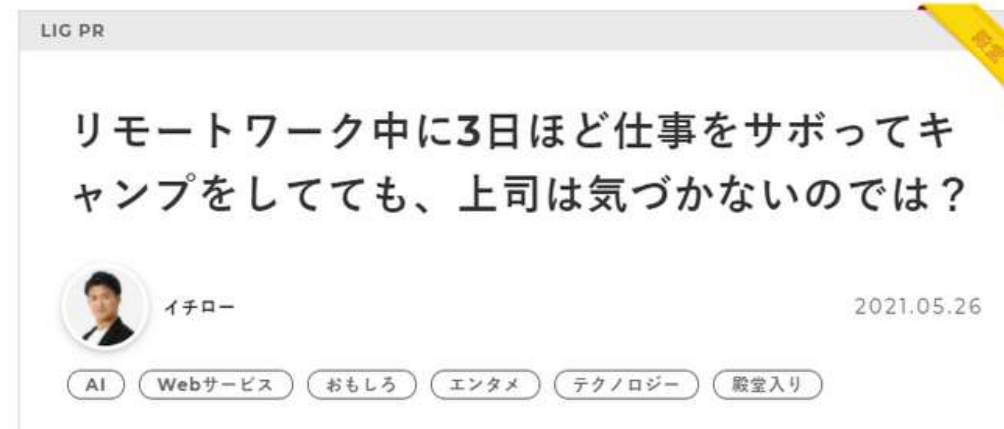 LIG PR
殿堂
リモートワーク中に3日ほど仕事をサボってキ
ャンプをしてても、上司は気づかないのでは？
イチロー
2021.05.26
AI Webサービス おもしろ エンタメ テクノロジー 殿堂入り